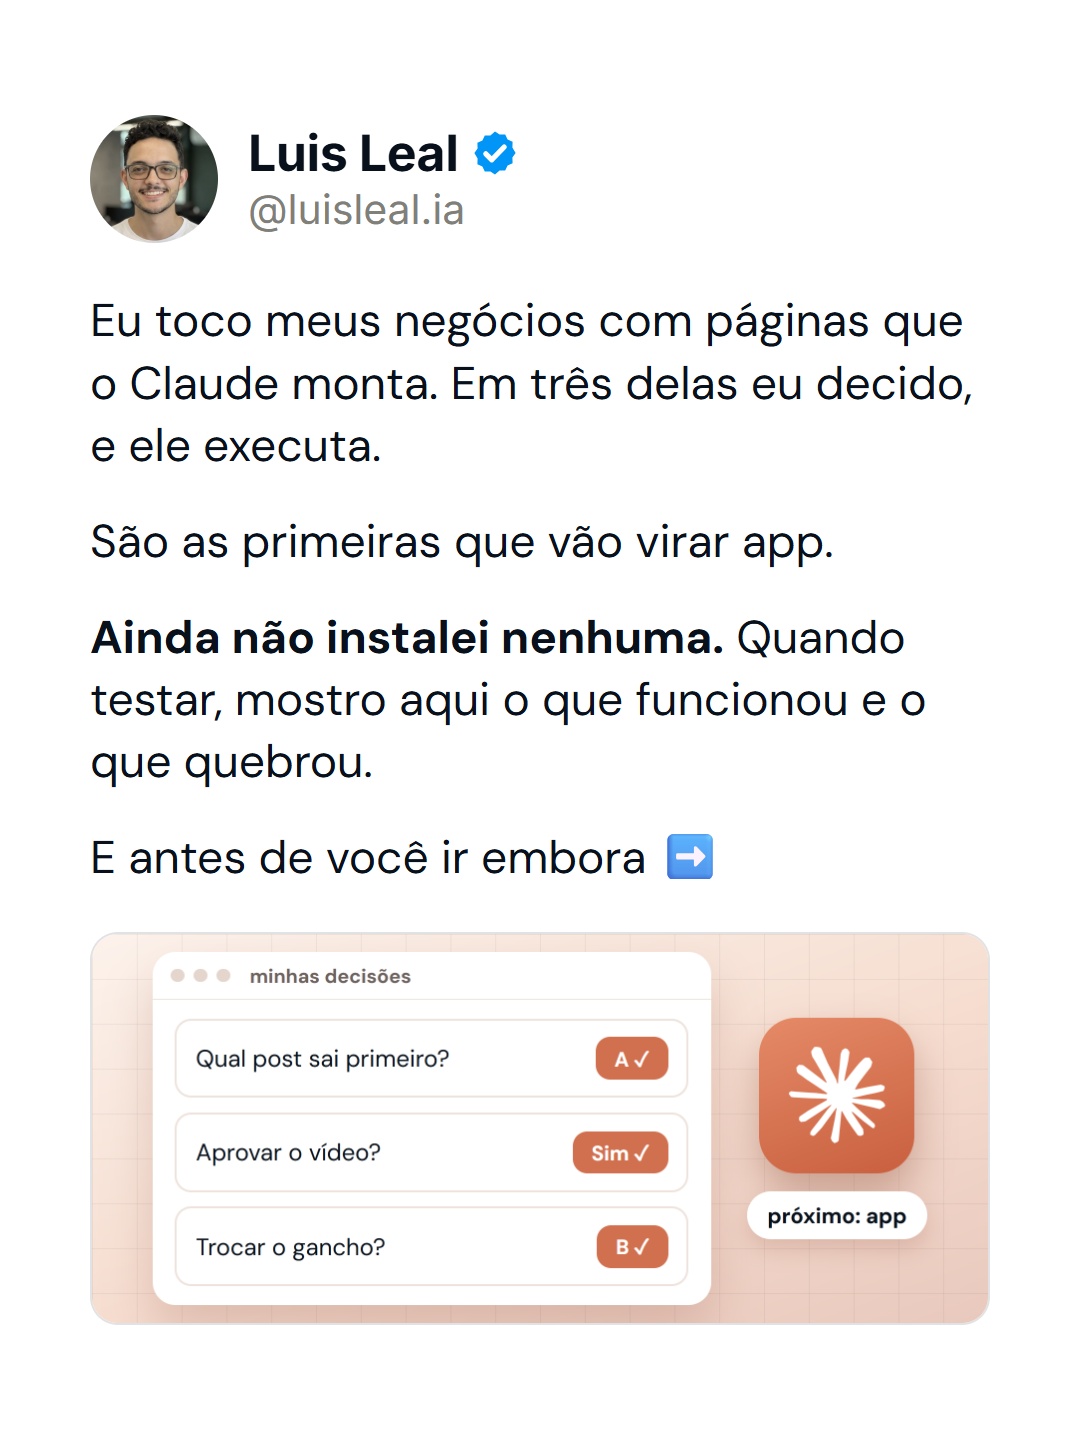 Luis Leal
@luisleal.ia
Eu toco meus negócios com páginas que
o Claude monta. Em três delas eu decido,
e ele executa.
São as primeiras que vão virar app.
Ainda não instalei nenhuma. Quando
testar, mostro aqui o que funcionou e o
que quebrou.
E antes de você ir embora ➡️
minhas decisões
Qual post sai primeiro?
A ✓
Aprovar o vídeo?
Sim ✓
Trocar o gancho?
B ✓
próximo: app